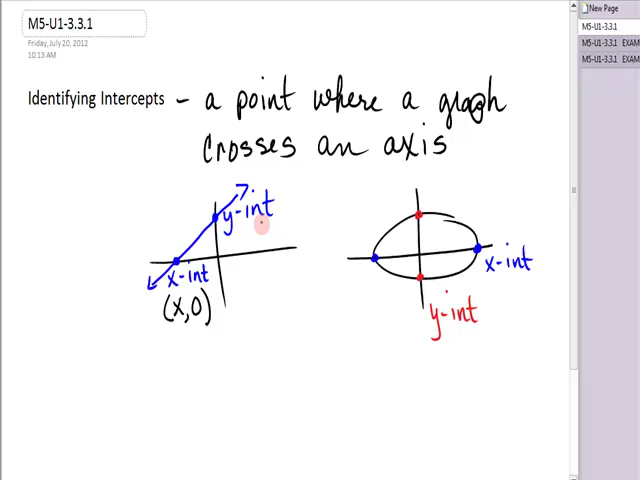 M5-U1-3.3.1
Friday, July 20, 2012
10:13 AM
Identifying Intercepts - a point where a graph
crosses an axis
y-int
x-int
(x,0)
x-int
y-int
New Page
M5-U1-3.3.1
M5-U1-3.3.1 EXAM
M5-U1-3.3.1 EXAM